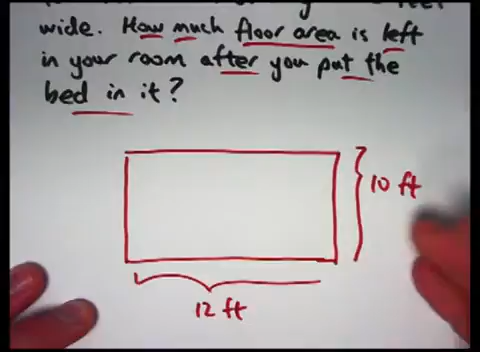 wide. How much floor area is left
in your room after you put the
bed in it?
10 ft
12 ft